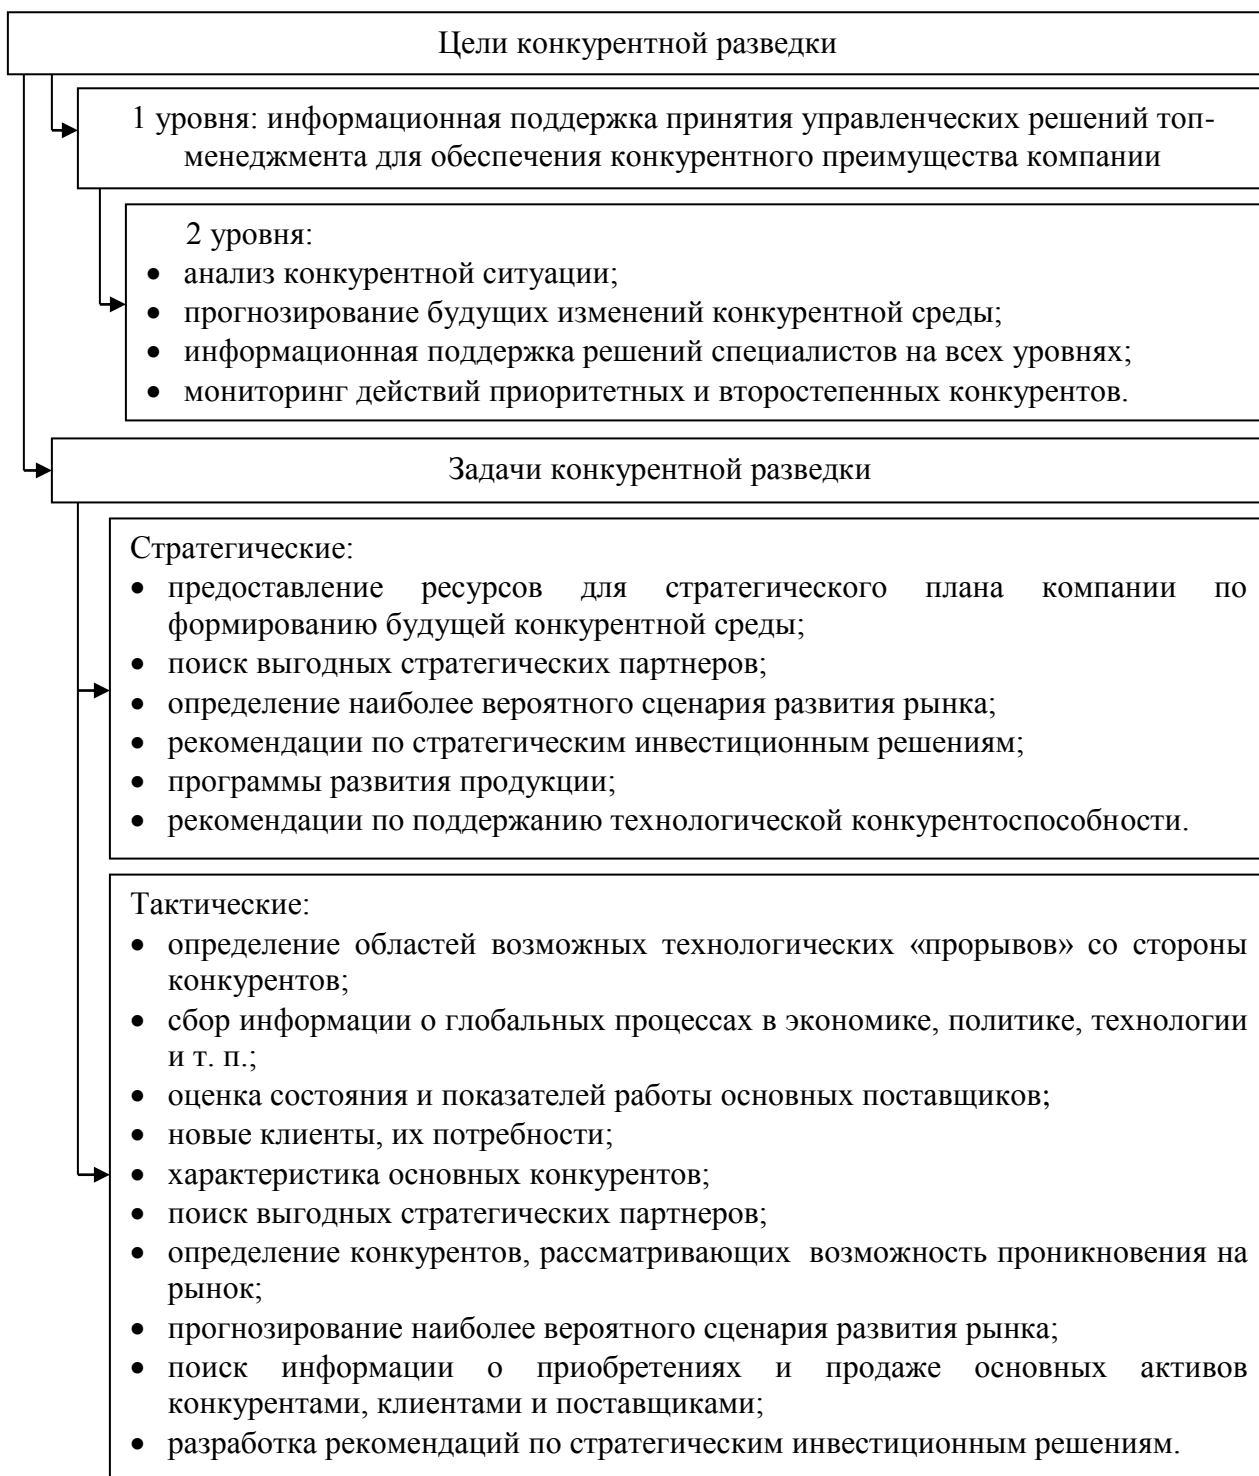 Цели конкурентной разведки
1 уровня: информационная поддержка принятия управленческих решений топ-
менеджмента для обеспечения конкурентного преимущества компании
2 уровня:
• анализ конкурентной ситуации;
• прогнозирование будущих изменений конкурентной среды;
• информационная поддержка решений специалистов на всех уровнях;
• мониторинг действий приоритетных и второстепенных конкурентов.
Задачи конкурентной разведки
Стратегические:
• предоставление ресурсов для стратегического плана компании по
формированию будущей конкурентной среды;
• поиск выгодных стратегических партнеров;
• определение наиболее вероятного сценария развития рынка;
• рекомендации по стратегическим инвестиционным решениям;
• программы развития продукции;
• рекомендации по поддержанию технологической конкурентоспособности.
Тактические:
• определение областей возможных технологических «прорывов» со стороны
конкурентов;
• сбор информации о глобальных процессах в экономике, политике, технологии
и т. п.;
• оценка состояния и показателей работы основных поставщиков;
• новые клиенты, их потребности;
• характеристика основных конкурентов;
• поиск выгодных стратегических партнеров;
• определение конкурентов, рассматривающих возможность проникновения на
рынок;
• прогнозирование наиболее вероятного сценария развития рынка;
• поиск информации о приобретениях и продаже основных активов
конкурентами, клиентами и поставщиками;
• разработка рекомендаций по стратегическим инвестиционным решениям.